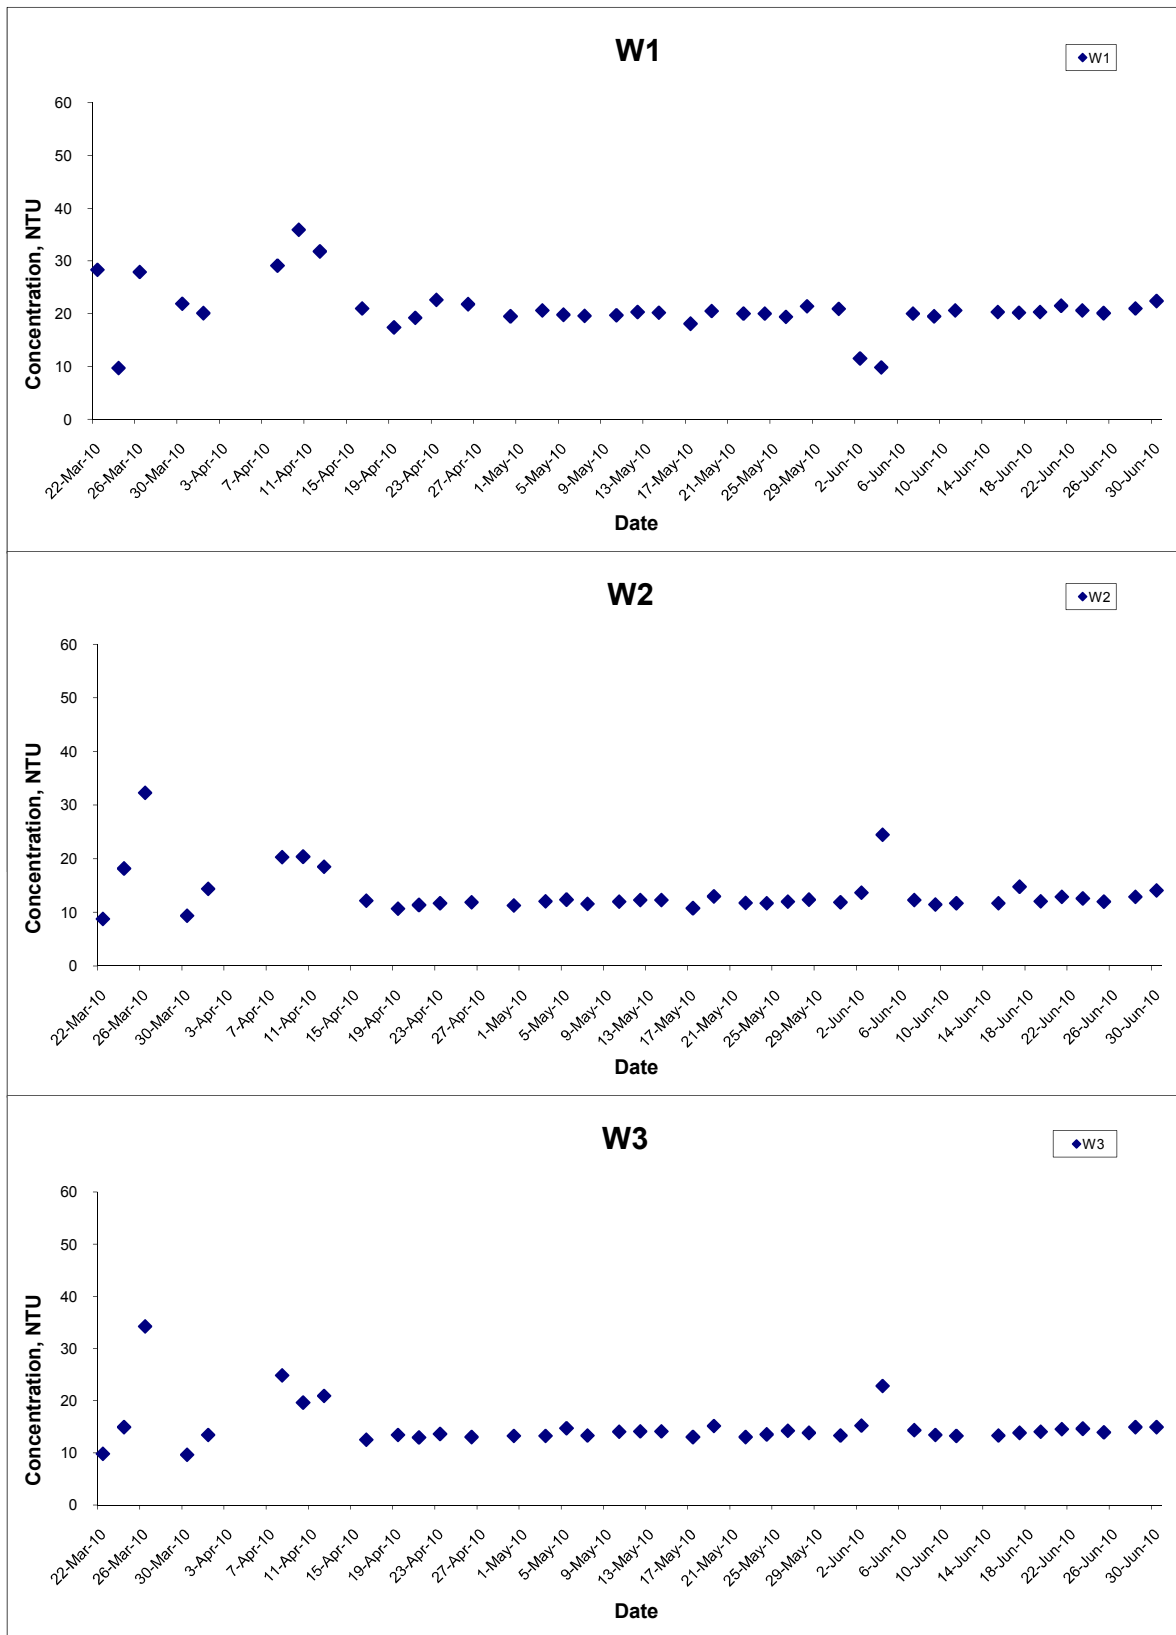 W1
W1
60
50
40
30
20
10
0
Concentration, NTU
22-Mar-10
26-Mar-10
30-Mar-10
3-Apr-10
7-Apr-10
11-Apr-10
15-Apr-10
19-Apr-10
23-Apr-10
27-Apr-10
1-May-10
5-May-10
9-May-10
13-May-10
17-May-10
21-May-10
25-May-10
29-May-10
2-Jun-10
6-Jun-10
10-Jun-10
14-Jun-10
18-Jun-10
22-Jun-10
26-Jun-10
30-Jun-10
Date
W2
W2
60
50
40
30
20
10
0
Concentration, NTU
22-Mar-10
26-Mar-10
30-Mar-10
3-Apr-10
7-Apr-10
11-Apr-10
15-Apr-10
19-Apr-10
23-Apr-10
27-Apr-10
1-May-10
5-May-10
9-May-10
13-May-10
17-May-10
21-May-10
25-May-10
29-May-10
2-Jun-10
6-Jun-10
10-Jun-10
14-Jun-10
18-Jun-10
22-Jun-10
26-Jun-10
30-Jun-10
Date
W3
W3
60
50
40
30
20
10
0
Concentration, NTU
22-Mar-10
26-Mar-10
30-Mar-10
3-Apr-10
7-Apr-10
11-Apr-10
15-Apr-10
19-Apr-10
23-Apr-10
27-Apr-10
1-May-10
5-May-10
9-May-10
13-May-10
17-May-10
21-May-10
25-May-10
29-May-10
2-Jun-10
6-Jun-10
10-Jun-10
14-Jun-10
18-Jun-10
22-Jun-10
26-Jun-10
30-Jun-10
Date